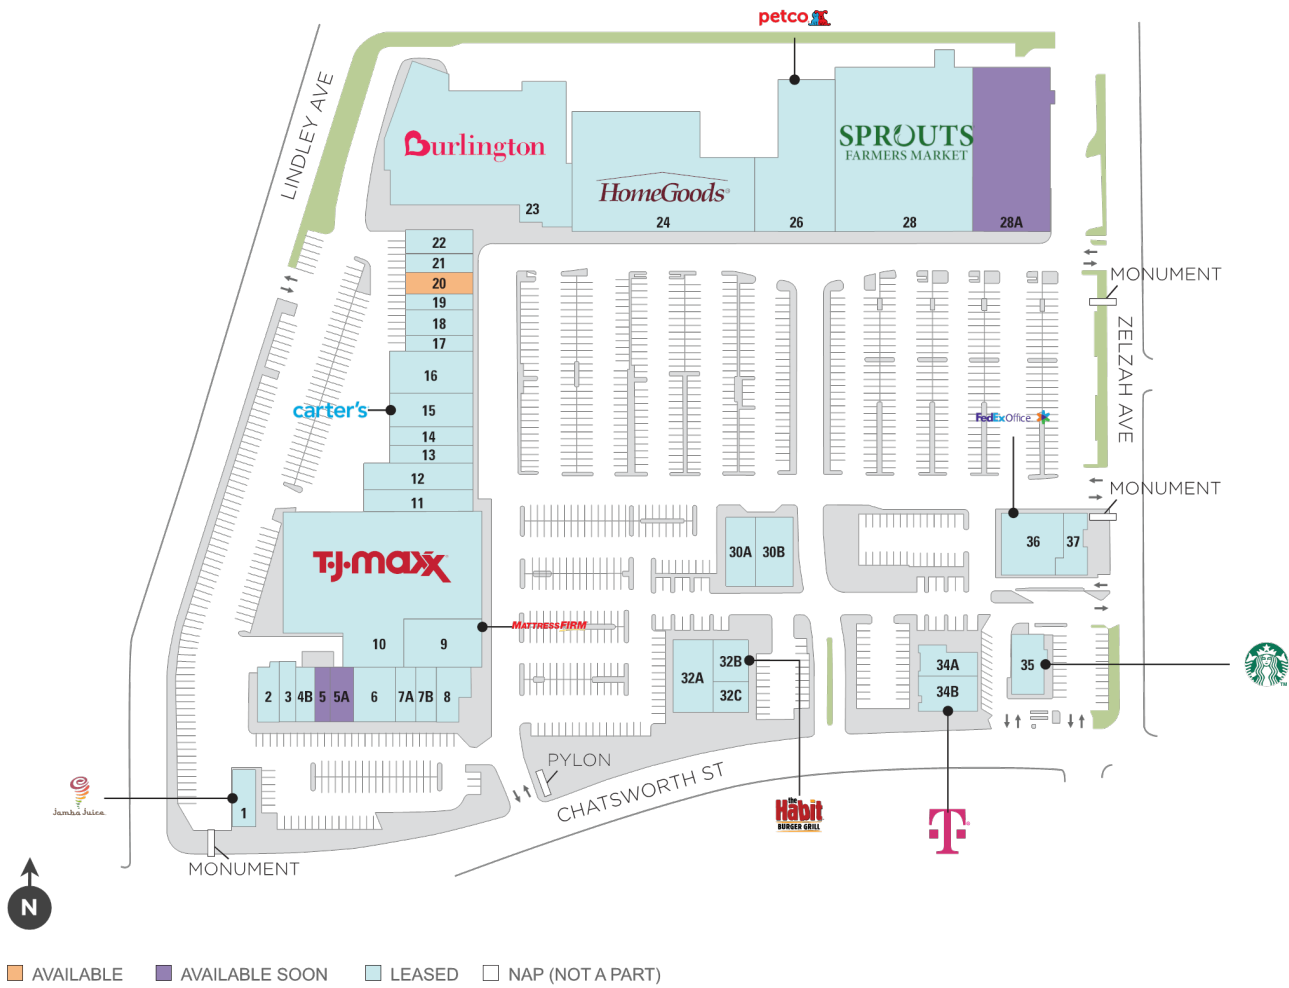 petco
LINDLEY AVE
Burlington
23
HomeGoods
24
26
SPROUTS
FARMERS MARKET
28
28A
22
21
20
19
18
17
16
carter's
15
14
13
12
11
MONUMENT
ZELZAH AVE
FedEx Office
MONUMENT
T·J·maxx
30A
30B
36
37
MATTRESSFIRM
10
9
32A
32B
32C
34A
34B
35
2
3
4B
5
5A
6
7A
7B
8
PYLON
CHATSWORTH ST
Jamba Juice
1
MONUMENT
the
Habit
BURGER GRILL
T
N
AVAILABLE
AVAILABLE SOON
LEASED
NAP (NOT A PART)